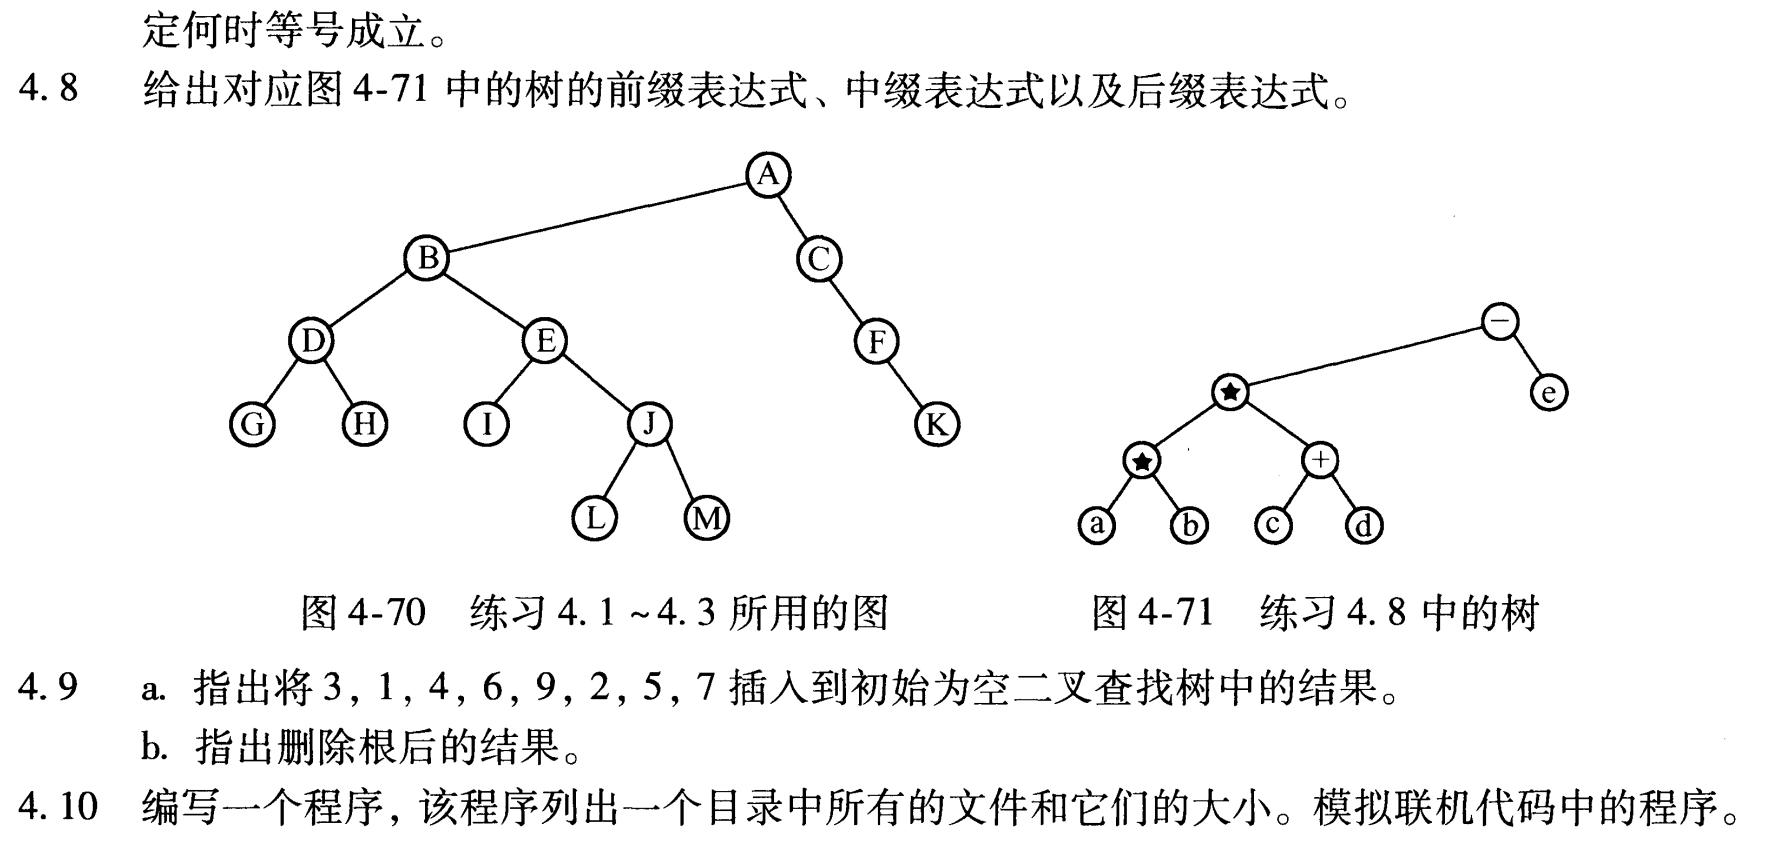 定何时等号成立。
4.8 给出对应图 4-71 中的树的前缀表达式、中缀表达式以及后缀表达式。
A
B C
D E F
G H I J K
L M
−
★ e
★ +
a b c d
图 4-70 练习 4.1 ~ 4.3 所用的图
图 4-71 练习 4.8 中的树
4.9 a. 指出将 3, 1, 4, 6, 9, 2, 5, 7 插入到初始为空二叉查找树中的结果。
b. 指出删除根后的结果。
4.10 编写一个程序, 该程序列出一个目录中所有的文件和它们的大小。模拟联机代码中的程序。